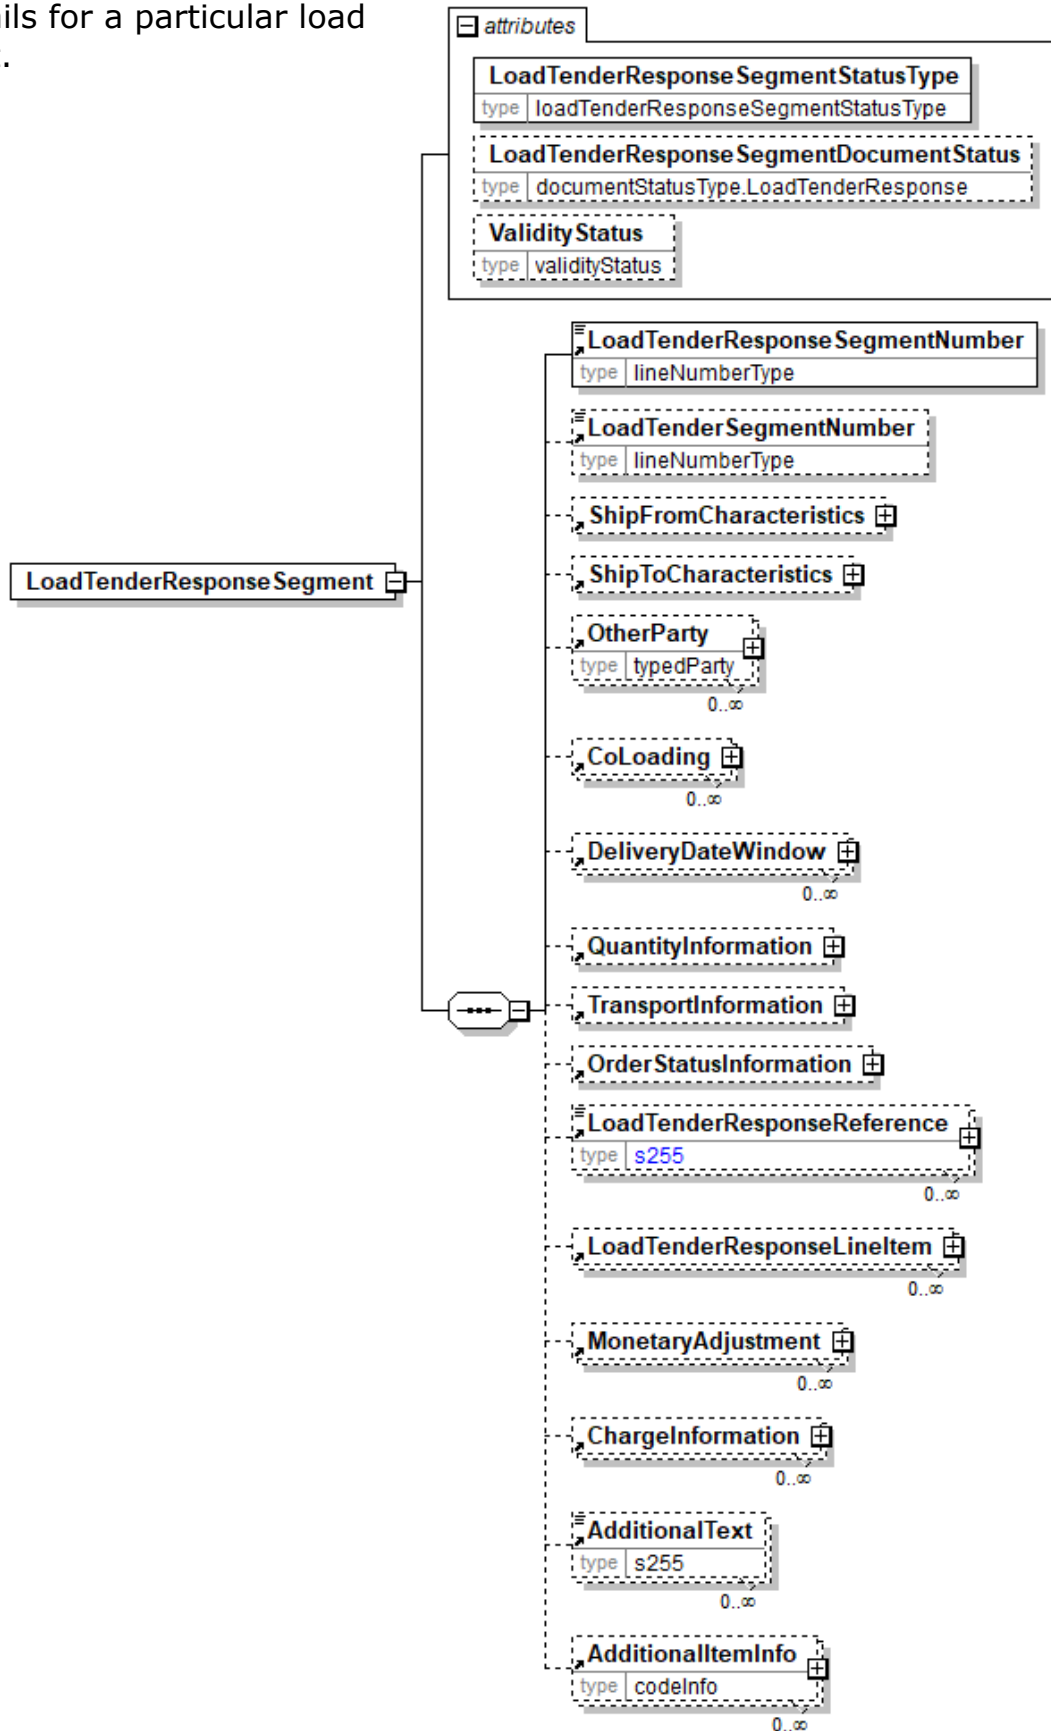 ils for a particular load
.
attributes
LoadTenderResponseSegmentStatusType
type loadTenderResponseSegmentStatusType
LoadTenderResponseSegmentDocumentStatus
type documentStatusType.LoadTenderResponse
ValidityStatus
type validityStatus
LoadTenderResponseSegmentNumber
type lineNumberType
LoadTenderSegmentNumber
type lineNumberType
ShipFromCharacteristics
ShipToCharacteristics
LoadTenderResponseSegment
OtherParty
type typedParty
0..∞
CoLoading
0..∞
DeliveryDateWindow
0..∞
QuantityInformation
TransportInformation
OrderStatusInformation
LoadTenderResponseReference
type s255
0..∞
LoadTenderResponseLineItem
0..∞
MonetaryAdjustment
0..∞
ChargeInformation
0..∞
AdditionalText
type s255
0..∞
AdditionalItemInfo
type codeInfo
0..∞